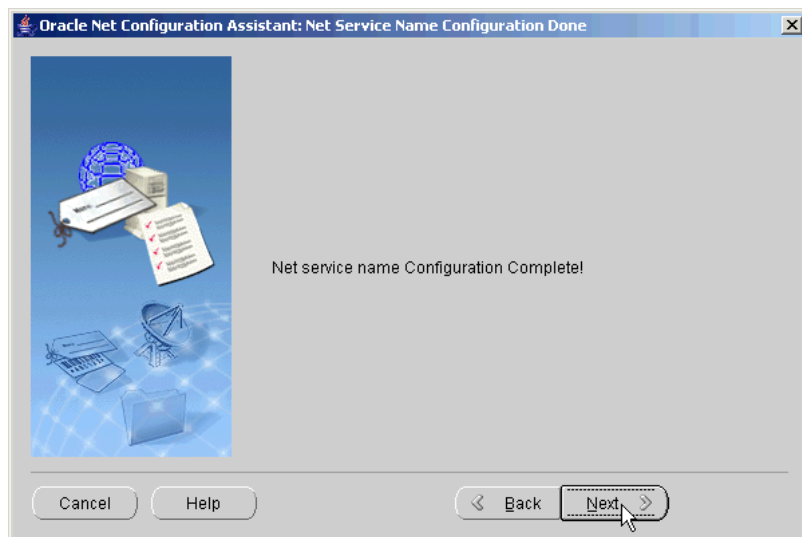 Oracle Net Configuration Assistant: Net Service Name Configuration Done
Net service name Configuration Complete!
Cancel
Help
Back
Next